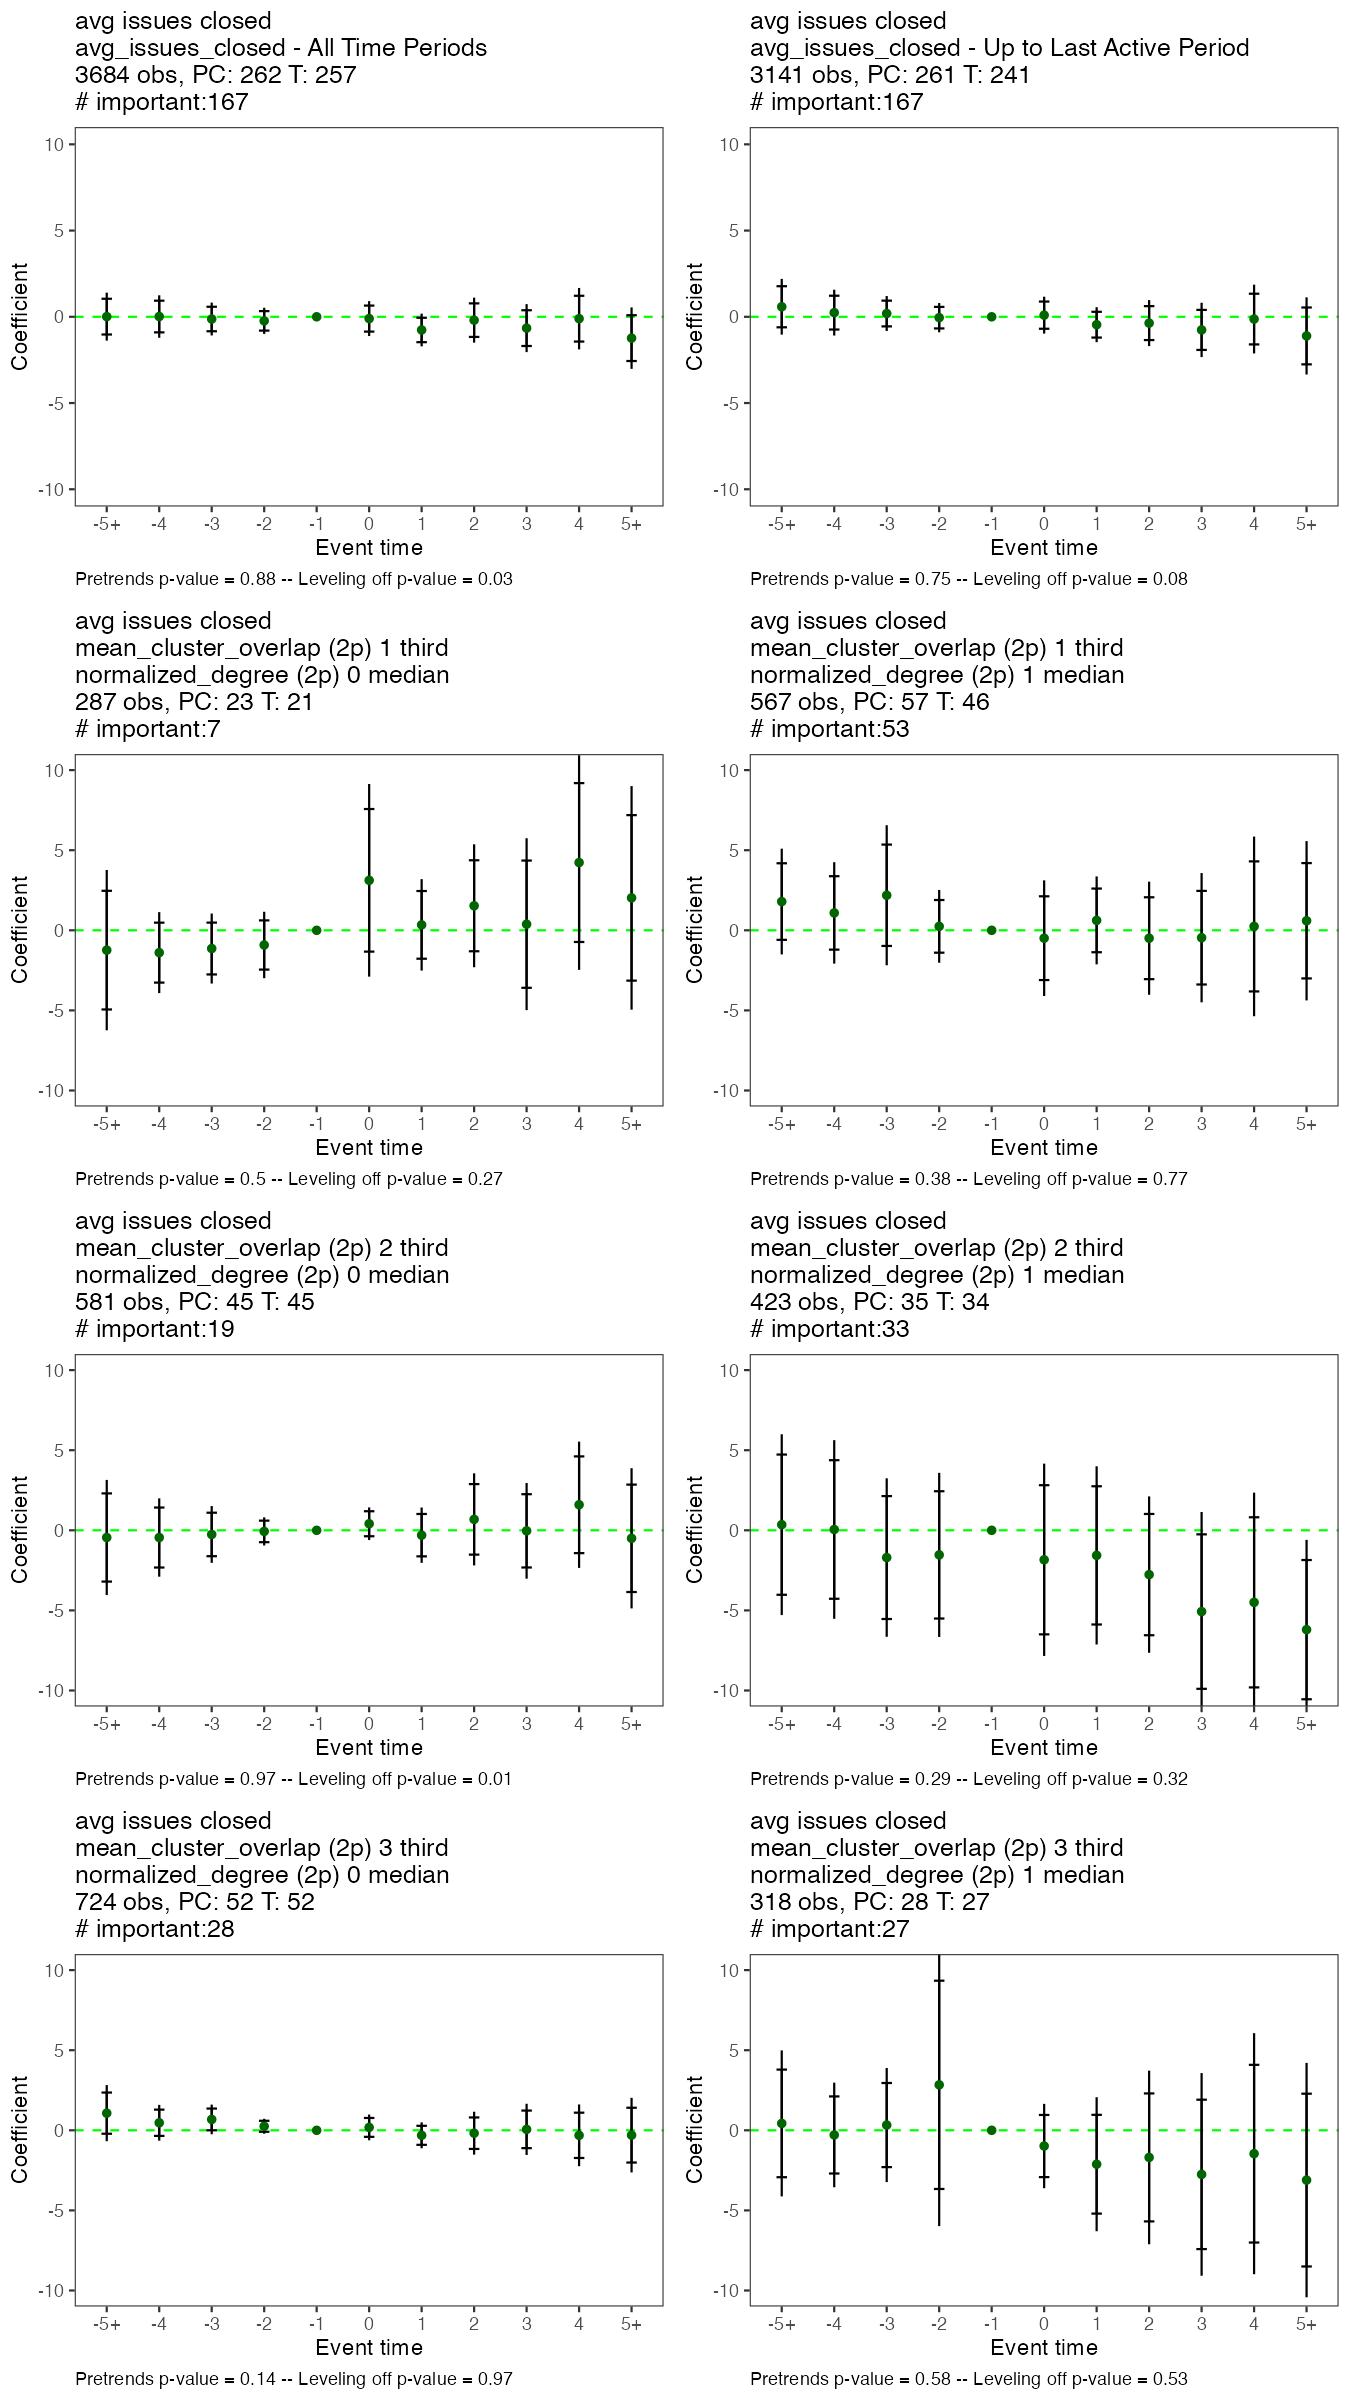 avg issues closed
avg_issues_closed - All Time Periods
3684 obs, PC: 262 T: 257
# important:167
10
5
0
-5
-10
Coefficient
-5+ -4 -3 -2 -1 0 1 2 3 4 5+
Event time
Pretrends p-value = 0.88 -- Leveling off p-value = 0.03
avg issues closed
avg_issues_closed - Up to Last Active Period
3141 obs, PC: 261 T: 241
# important:167
10
5
0
-5
-10
Coefficient
-5+ -4 -3 -2 -1 0 1 2 3 4 5+
Event time
Pretrends p-value = 0.75 -- Leveling off p-value = 0.08
avg issues closed
mean_cluster_overlap (2p) 1 third
normalized_degree (2p) 0 median
287 obs, PC: 23 T: 21
# important:7
10
5
0
-5
-10
Coefficient
-5+ -4 -3 -2 -1 0 1 2 3 4 5+
Event time
Pretrends p-value = 0.5 -- Leveling off p-value = 0.27
avg issues closed
mean_cluster_overlap (2p) 1 third
normalized_degree (2p) 1 median
567 obs, PC: 57 T: 46
# important:53
10
5
0
-5
-10
Coefficient
-5+ -4 -3 -2 -1 0 1 2 3 4 5+
Event time
Pretrends p-value = 0.38 -- Leveling off p-value = 0.77
avg issues closed
mean_cluster_overlap (2p) 2 third
normalized_degree (2p) 0 median
581 obs, PC: 45 T: 45
# important:19
10
5
0
-5
-10
Coefficient
-5+ -4 -3 -2 -1 0 1 2 3 4 5+
Event time
Pretrends p-value = 0.97 -- Leveling off p-value = 0.01
avg issues closed
mean_cluster_overlap (2p) 2 third
normalized_degree (2p) 1 median
423 obs, PC: 35 T: 34
# important:33
10
5
0
-5
-10
Coefficient
-5+ -4 -3 -2 -1 0 1 2 3 4 5+
Event time
Pretrends p-value = 0.29 -- Leveling off p-value = 0.32
avg issues closed
mean_cluster_overlap (2p) 3 third
normalized_degree (2p) 0 median
724 obs, PC: 52 T: 52
# important:28
10
5
0
-5
-10
Coefficient
-5+ -4 -3 -2 -1 0 1 2 3 4 5+
Event time
Pretrends p-value = 0.14 -- Leveling off p-value = 0.97
avg issues closed
mean_cluster_overlap (2p) 3 third
normalized_degree (2p) 1 median
318 obs, PC: 28 T: 27
# important:27
10
5
0
-5
-10
Coefficient
-5+ -4 -3 -2 -1 0 1 2 3 4 5+
Event time
Pretrends p-value = 0.58 -- Leveling off p-value = 0.53